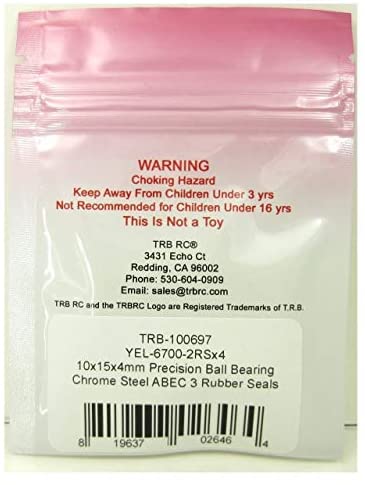 WARNING
Choking Hazard
Keep Away From Children Under 3 yrs
Not Recommended for Children Under 16 yrs
This Is Not a Toy
TRB RC®
3431 Echo Ct
Redding, CA 96002
Phone: 530-604-0909
Email: sales@trbrc.com
TRB RC and the TRBRC Logo are Registered Trademarks of T.R.B.
TRB-100697
YEL-6700-2RSx4
10x15x4mm Precision Ball Bearing
Chrome Steel ABEC 3 Rubber Seals
8 19637 02646 4